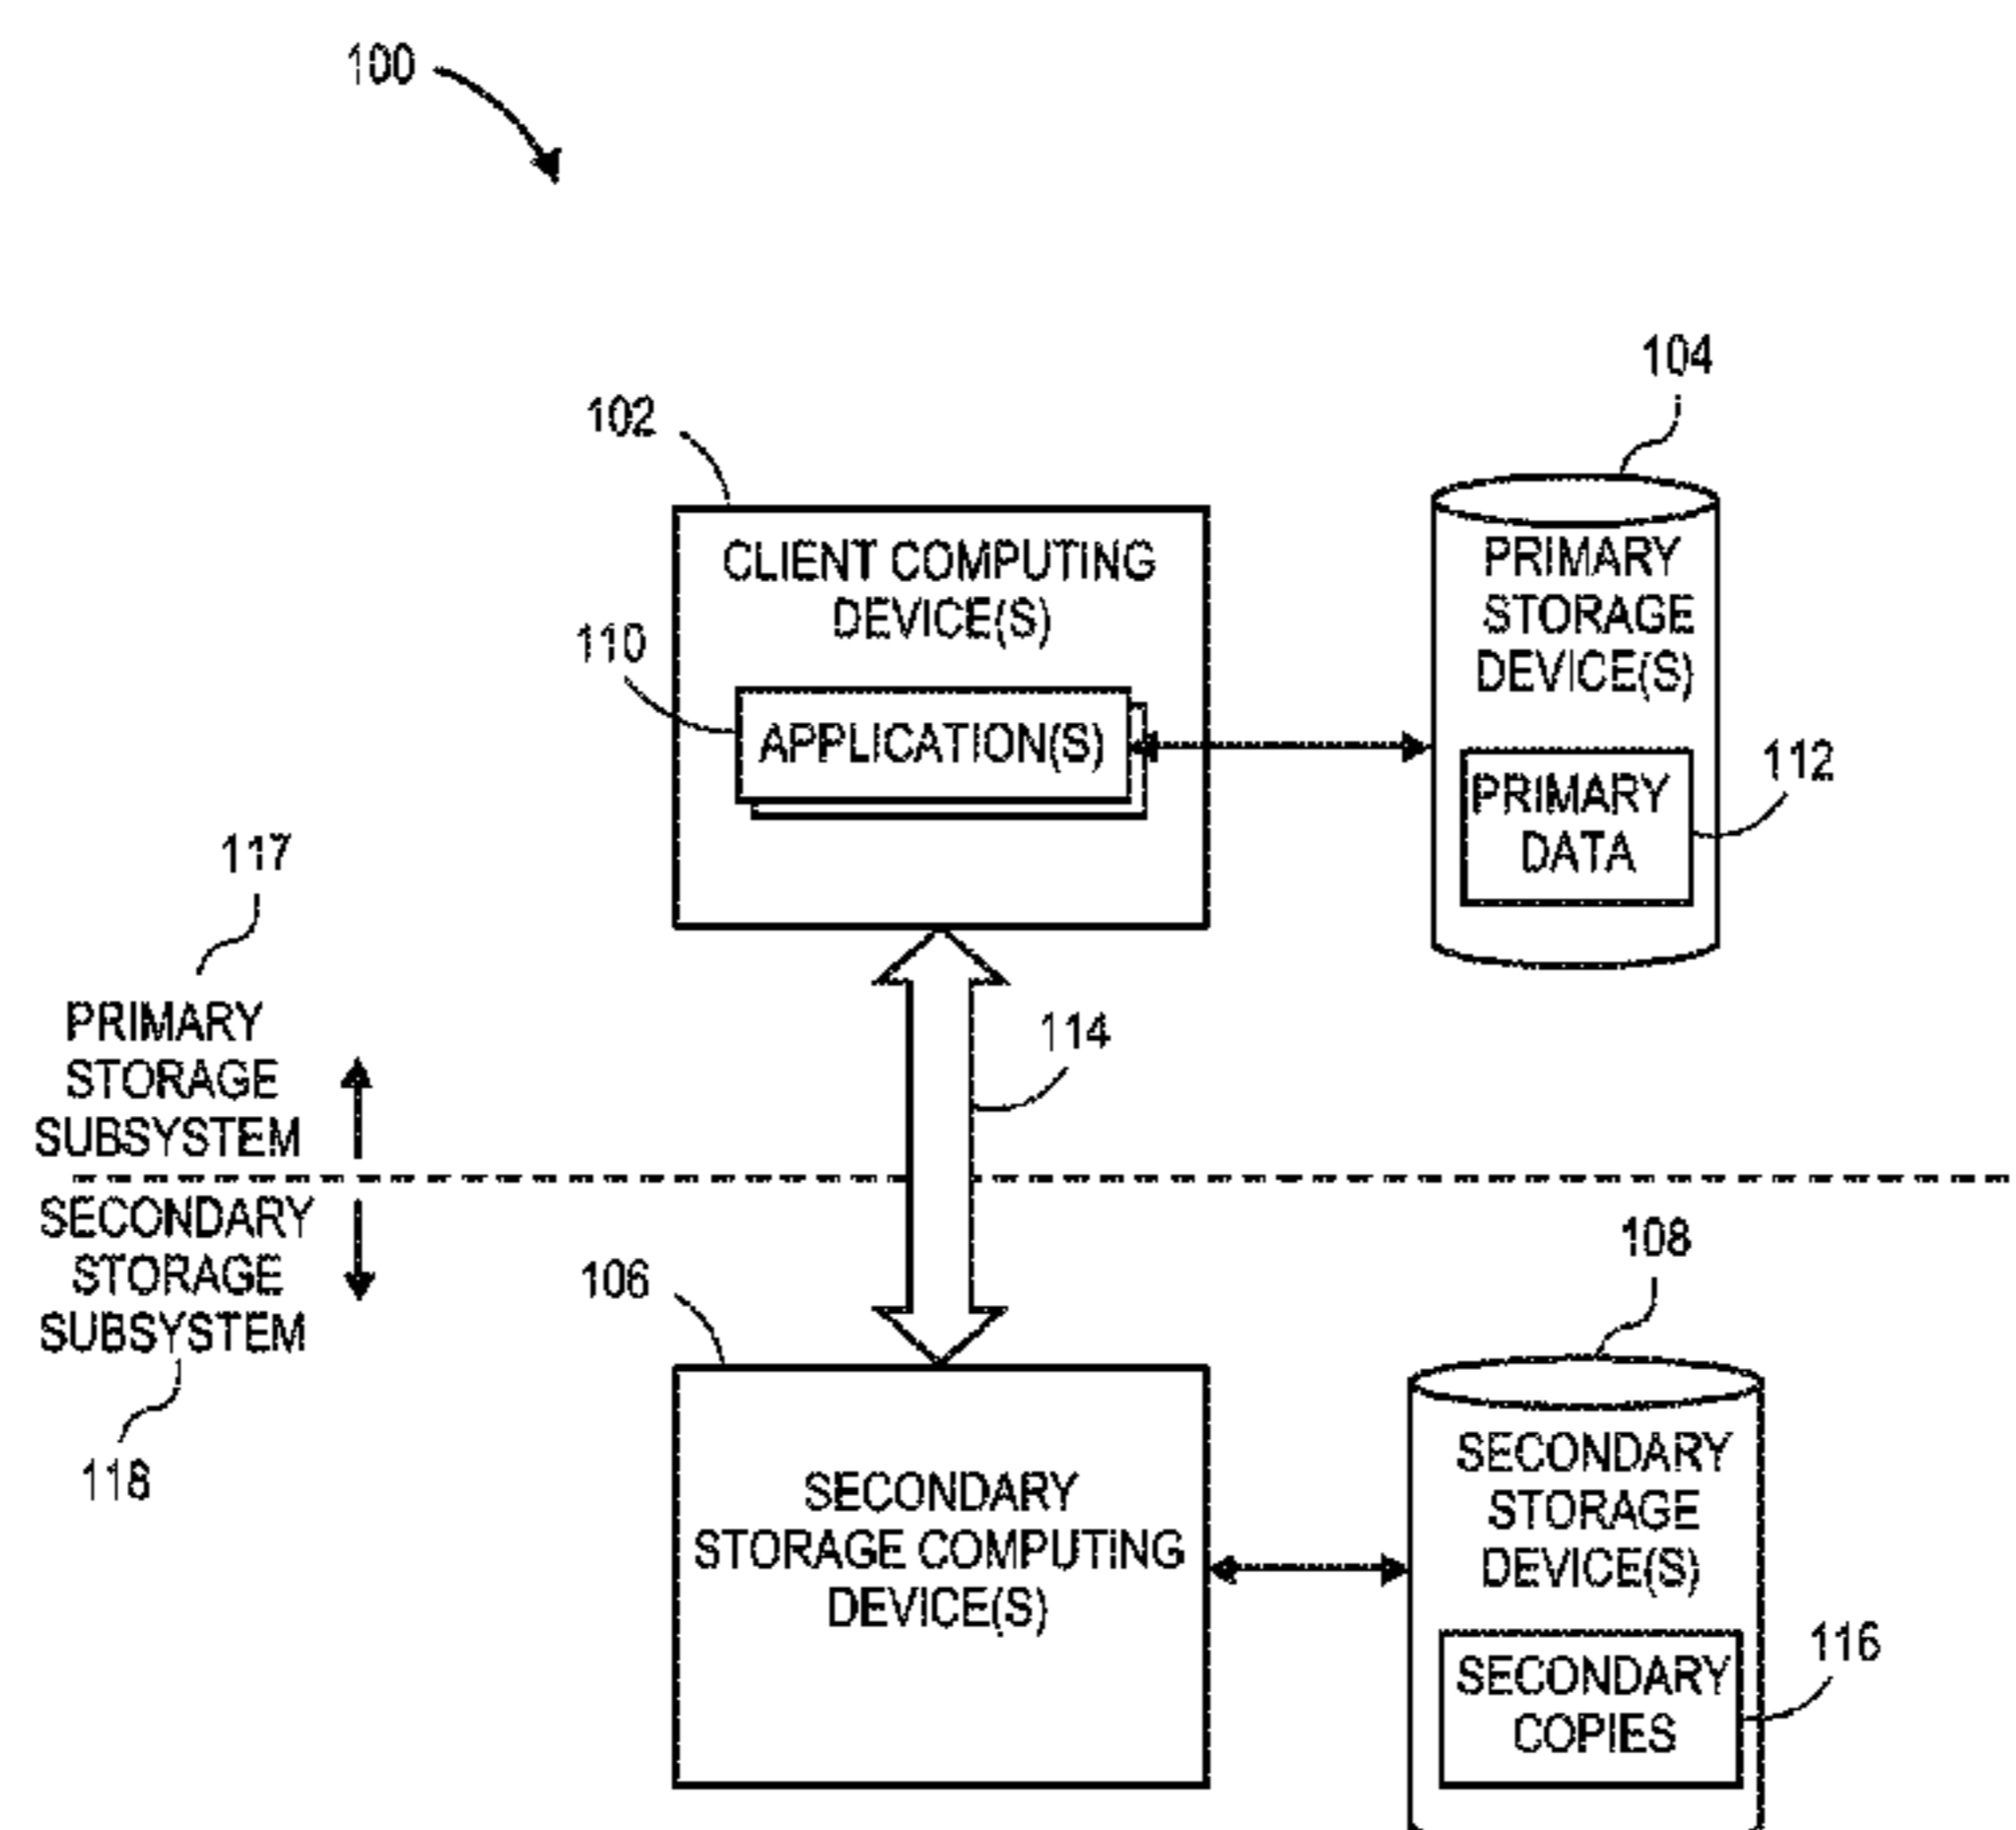 100
104
102
CLIENT COMPUTING
DEVICE(S)
110
APPLICATION(S)
PRIMARY
STORAGE
DEVICE(S)
PRIMARY
DATA
112
117
PRIMARY
STORAGE
SUBSYSTEM
114
SECONDARY
STORAGE
SUBSYSTEM
118
106
SECONDARY
STORAGE COMPUTING
DEVICE(S)
108
SECONDARY
STORAGE
DEVICE(S)
SECONDARY
COPIES
116